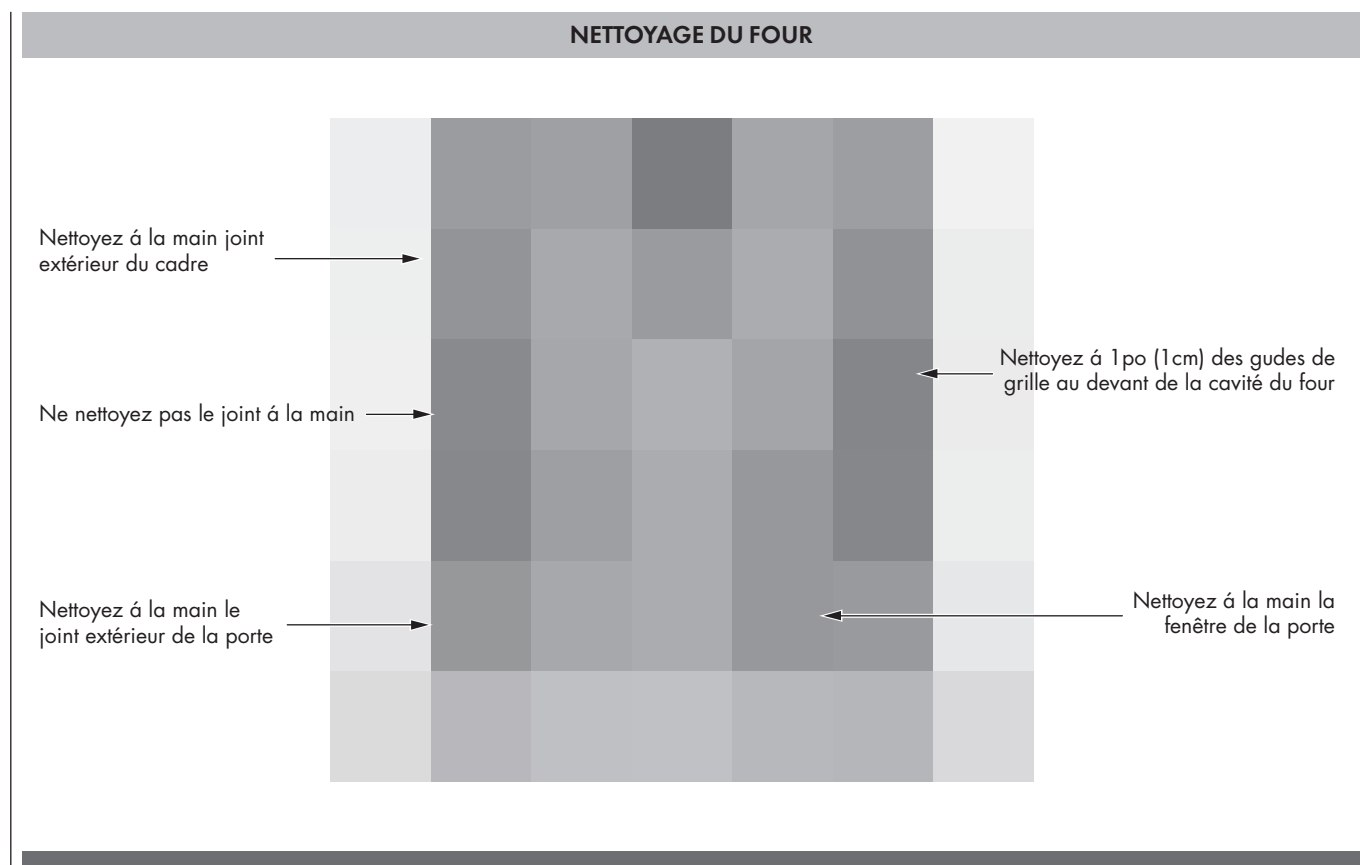 NETTOYAGE DU FOUR
Nettoyez á la main joint
extérieur du cadre
Nettoyez á 1po (1cm) des gudes de
grille au devant de la cavité du four
Ne nettoyez pas le joint á la main
Nettoyez á la main le
joint extérieur de la porte
Nettoyez á la main la
fenêtre de la porte